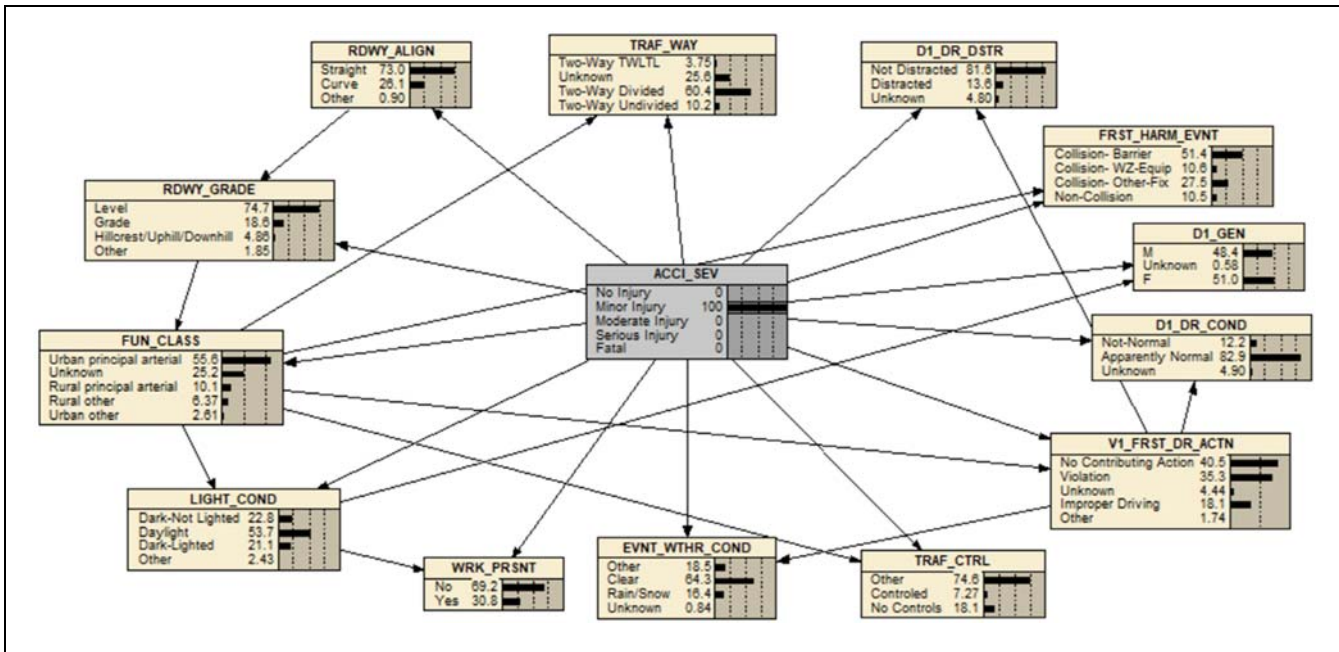 RDWY_ALIGN
Straight 73.0
Curve 26.1
Other 0.90
TRAF_WAY
Two-Way TWLTL 3.75
Unknown 25.6
Two-Way Divided 60.4
Two-Way Undivided 10.2
D1_DR_DSTR
Not Distracted 81.6
Distracted 13.6
Unknown 4.80
FRST_HARM_EVNT
Collision- Barrier 51.4
Collision- WZ-Equip 10.6
Collision- Other-Fix 27.5
Non-Collision 10.5
RDWY_GRADE
Level 74.7
Grade 18.6
Hillcrest/Uphill/Downhill 4.86
Other 1.85
D1_GEN
M 48.4
Unknown 0.58
F 51.0
ACCI_SEV
No Injury 0
Minor Injury 100
Moderate Injury 0
Serious Injury 0
Fatal 0
D1_DR_COND
Not-Normal 12.2
Apparently Normal 82.9
Unknown 4.90
FUN_CLASS
Urban principal arterial 55.6
Unknown 25.2
Rural principal arterial 10.1
Rural other 6.37
Urban other 2.61
V1_FRST_DR_ACTN
No Contributing Action 40.5
Violation 35.3
Unknown 4.44
Improper Driving 18.1
Other 1.74
LIGHT_COND
Dark-Not Lighted 22.8
Daylight 53.7
Dark-Lighted 21.1
Other 2.43
WRK_PRSNT
No 69.2
Yes 30.8
EVNT_WTHR_COND
Other 18.5
Clear 64.3
Rain/Snow 16.4
Unknown 0.84
TRAF_CTRL
Other 74.6
Controled 7.27
No Controls 18.1